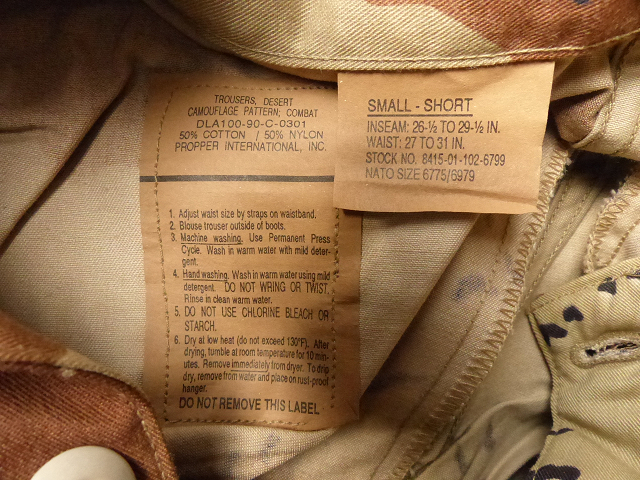 TROUSERS, DESERT
CAMOUFLAGE PATTERN; COMBAT
DLA100-90-C-0301
50% COTTON / 50% NYLON
PROPPER INTERNATIONAL, INC.
1. Adjust waist size by straps on waistband.
2. Blouse trouser outside of boots.
3. Machine washing. Use Permanent Press
Cycle. Wash in warm water with mild deter-
gent.
4. Hand washing. Wash in warm water using mild
detergent. DO NOT WRING OR TWIST.
Rinse in clean warm water.
5. DO NOT USE CHLORINE BLEACH OR
STARCH.
6. Dry at low heat (do not exceed 130°F). After
drying, tumble at room temperature for 10 min-
utes. Remove immediately from dryer. To drip
dry, remove from water and place on rust-proof
hanger.
DO NOT REMOVE THIS LABEL
SMALL - SHORT
INSEAM: 26-½ TO 29-½ IN.
WAIST: 27 TO 31 IN.
STOCK NO. 8415-01-102-6799
NATO SIZE 6775/6979